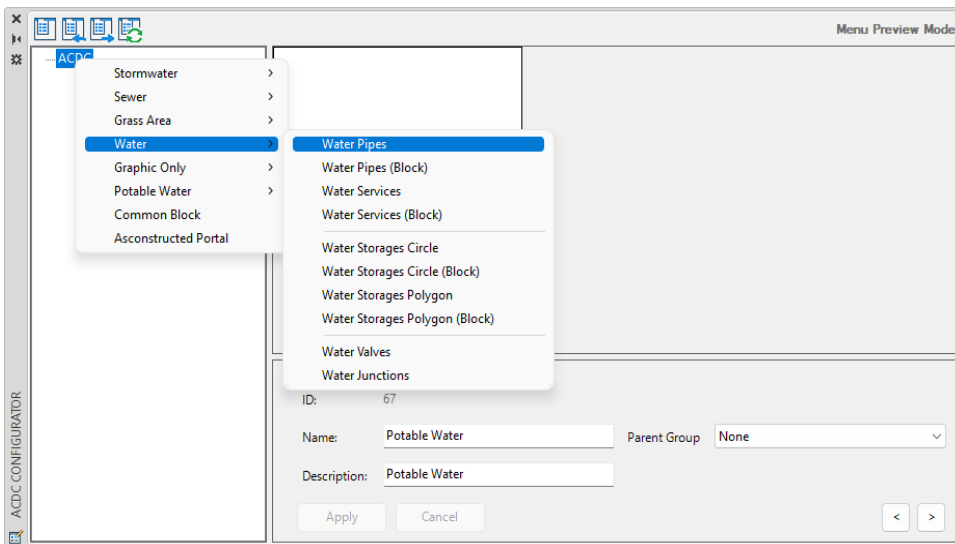 Menu Preview Mode
ACDC
Stormwater
Sewer
Grass Area
Water
Graphic Only
Potable Water
Common Block
Asconstructed Portal
Water Pipes
Water Pipes (Block)
Water Services
Water Services (Block)
Water Storages Circle
Water Storages Circle (Block)
Water Storages Polygon
Water Storages Polygon (Block)
Water Valves
Water Junctions
ID: 67
Name: Potable Water Parent Group None
Description: Potable Water
Apply Cancel < >
ACDC CONFIGURATOR